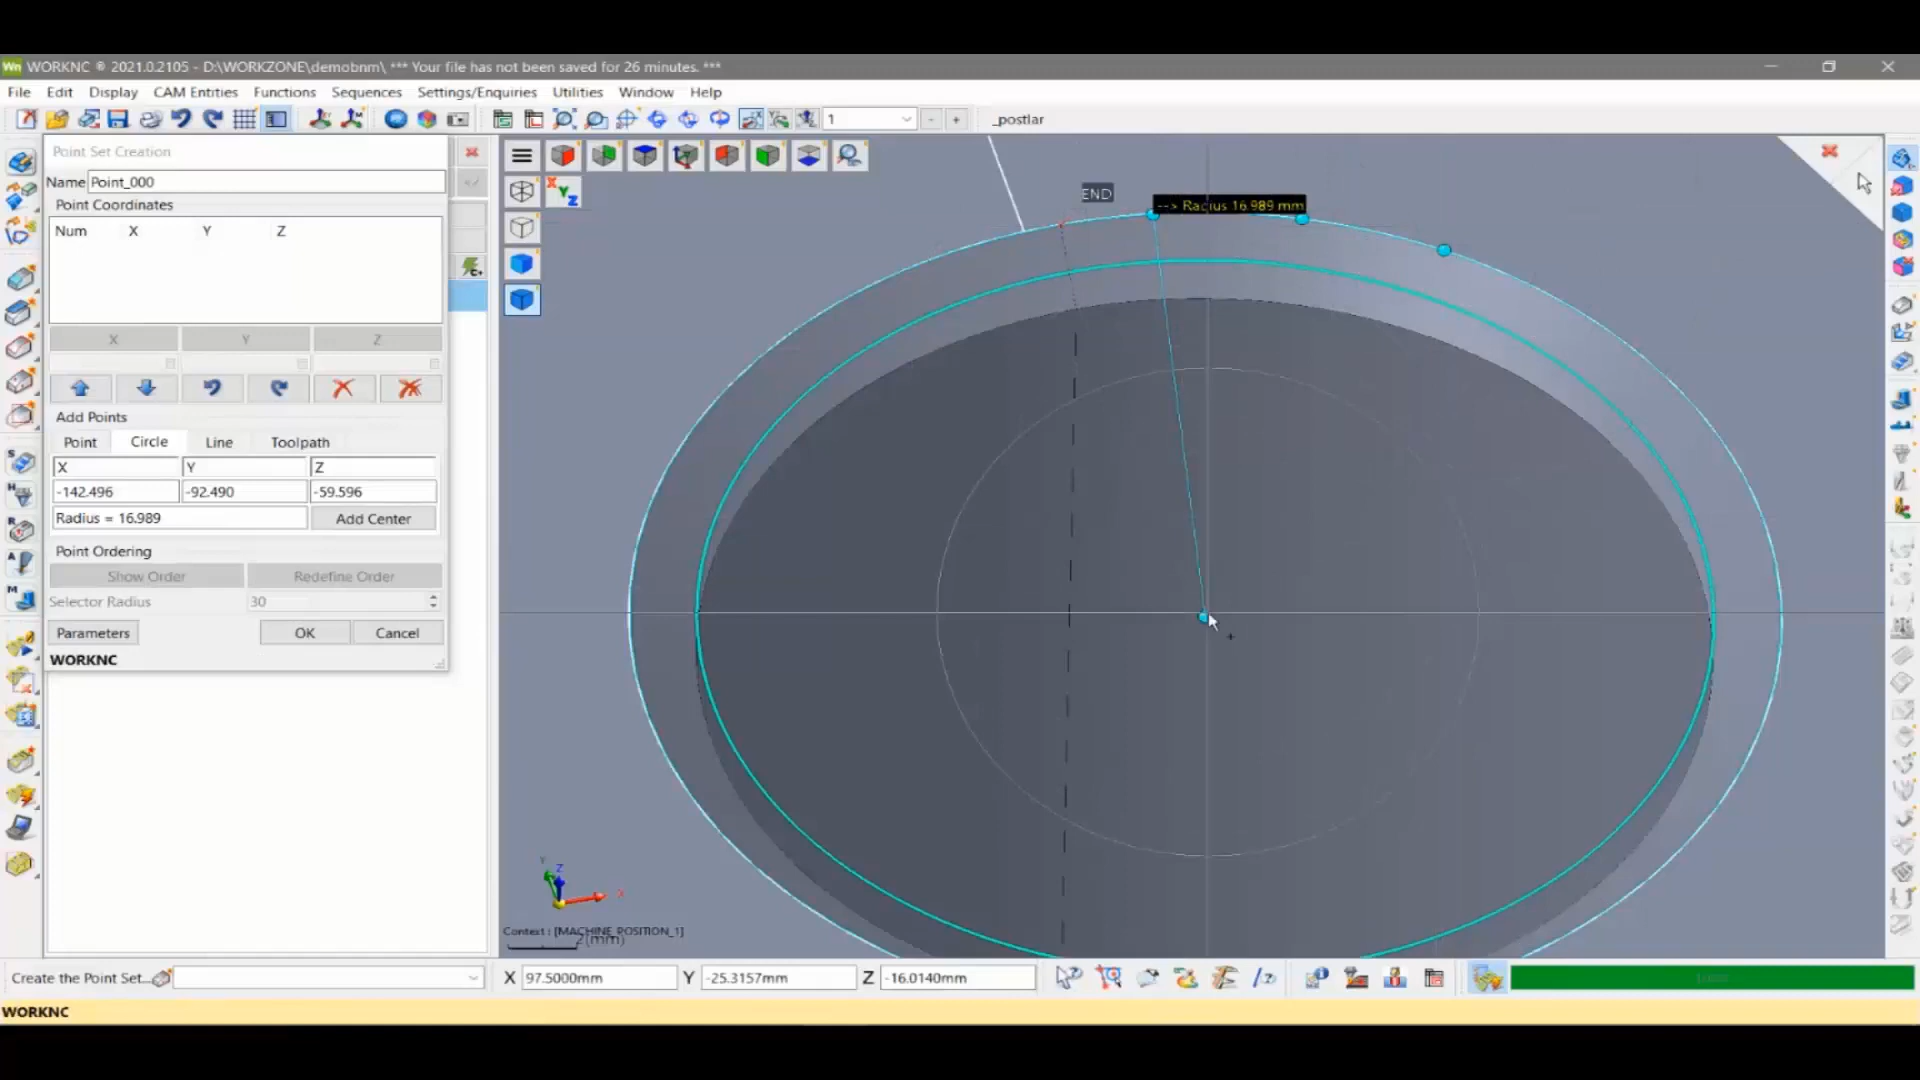 WORKNC ® 2021.0.2105 - D:\WORKZONE\demobnm\ *** Your file has not been saved for 26 minutes. ***
File Edit Display CAM Entities Functions Sequences Settings/Enquiries Utilities Window Help
1 - + _postlar
Point Set Creation
Name Point_000
Point Coordinates
Num X Y Z
X Y Z
Add Points
Point Circle Line Toolpath
X Y Z
-142.496 -92.490 -59.596
Radius = 16.989 Add Center
Point Ordering
Show Order Redefine Order
Selector Radius 30
Parameters OK Cancel
WORKNC
X Y Z
END
--> Radius 16.989 mm
Y Z X
Context : [MACHINE_POSITION_1]
2(mm)
Create the Point Set... X 97.5000mm Y -25.3157mm Z -16.0140mm
WORKNC